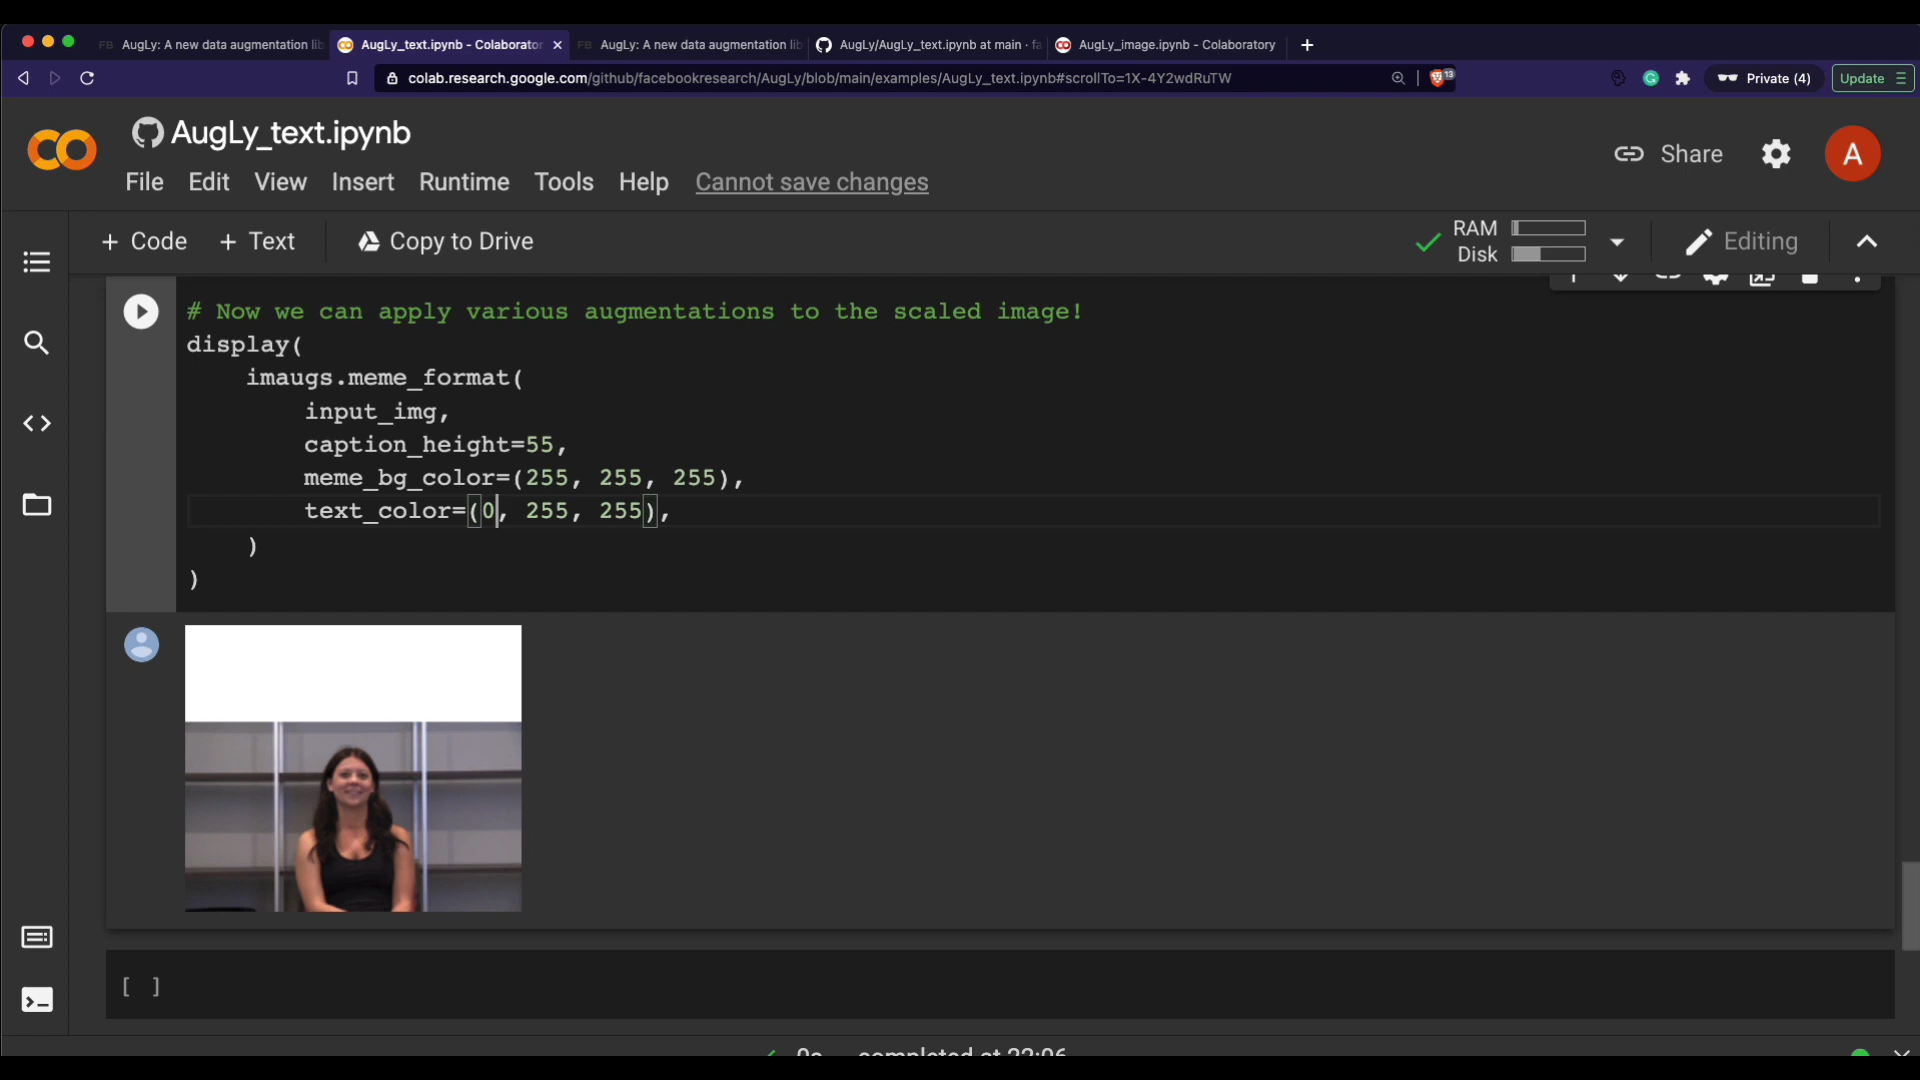 AugLy: A new data augmentation lib
AugLy_text.ipynb - Colaborator
AugLy: A new data augmentation lib
AugLy/AugLy_text.ipynb at main · fa
AugLy_image.ipynb - Colaboratory
colab.research.google.com/github/facebookresearch/AugLy/blob/main/examples/AugLy_text.ipynb#scrollTo=1X-4Y2wdRuTW
13
Private (4)
Update
AugLy_text.ipynb
Share
A
File Edit View Insert Runtime Tools Help Cannot save changes
+ Code + Text Copy to Drive
RAM
Disk
Editing
# Now we can apply various augmentations to the scaled image!
display(
imaugs.meme_format(
input_img,
caption_height=55,
meme_bg_color=(255, 255, 255),
text_color=(0, 255, 255),
)
)
[ ]
0s completed at 22:06